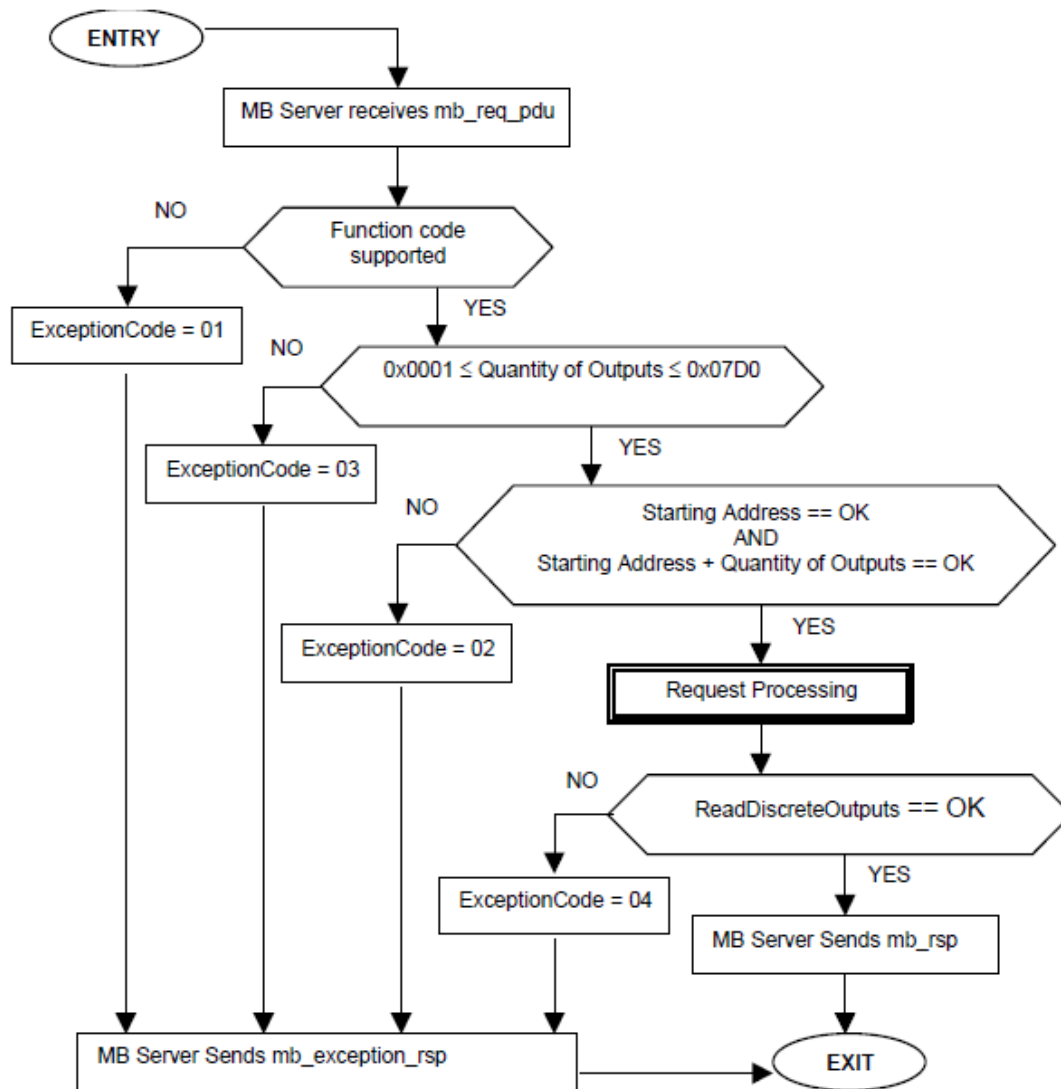 ENTRY
MB Server receives mb_req_pdu
NO
Function code
supported
YES
ExceptionCode = 01
NO
0x0001 ≤ Quantity of Outputs ≤ 0x07D0
YES
ExceptionCode = 03
NO
Starting Address == OK
AND
Starting Address + Quantity of Outputs == OK
YES
ExceptionCode = 02
Request Processing
NO
ReadDiscreteOutputs == OK
YES
ExceptionCode = 04
MB Server Sends mb_rsp
MB Server Sends mb_exception_rsp
EXIT